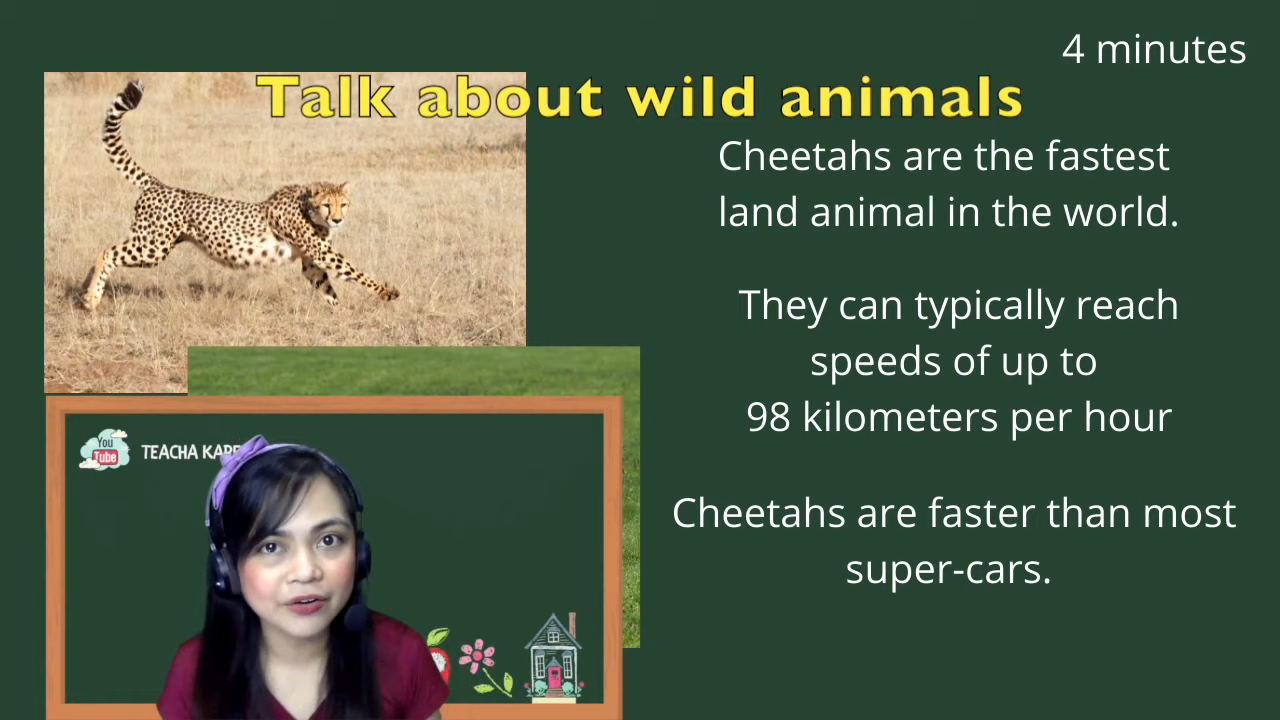 4 minutes
Talk about wild animals
Cheetahs are the fastest
land animal in the world.
They can typically reach
speeds of up to
98 kilometers per hour
Cheetahs are faster than most
super-cars.
You
Tube
TEACHA